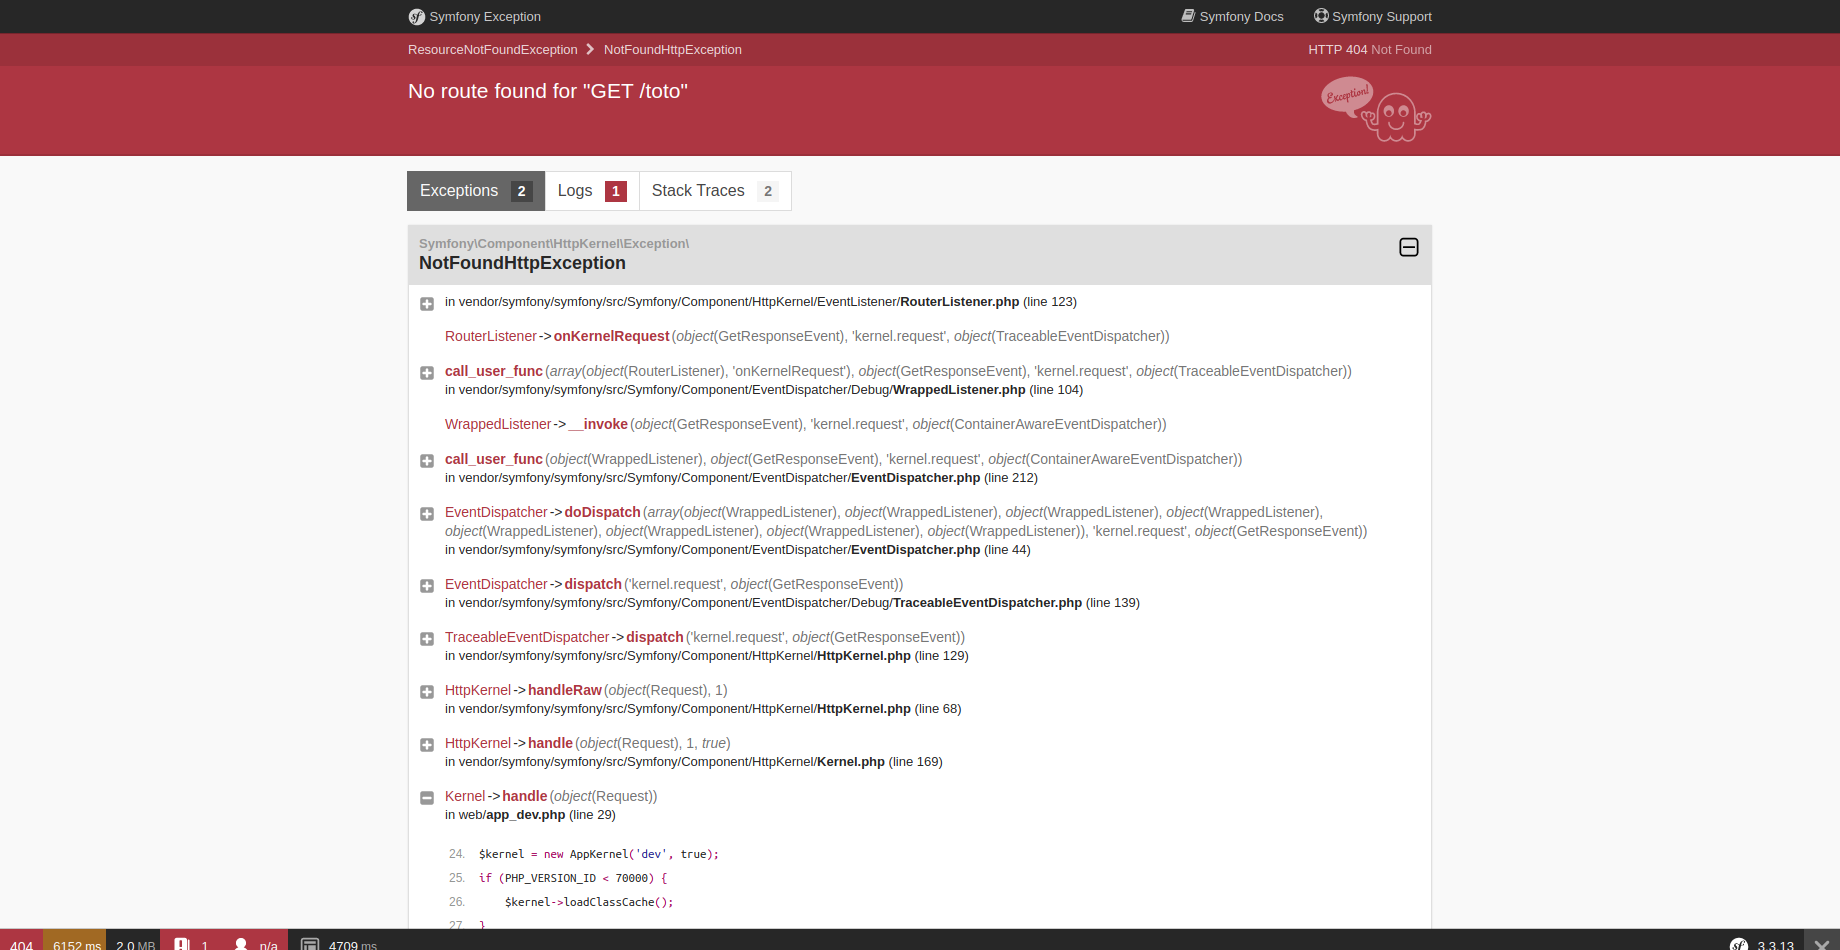 Symfony Exception
Symfony Docs
Symfony Support
ResourceNotFoundException
NotFoundHttpException
HTTP 404 Not Found
No route found for "GET /toto"
Exception!
Exceptions 2
Logs 1
Stack Traces 2
Symfony\Component\HttpKernel\Exception\
NotFoundHttpException
in vendor/symfony/symfony/src/Symfony/Component/HttpKernel/EventListener/RouterListener.php (line 123)
RouterListener->onKernelRequest(object(GetResponseEvent), 'kernel.request', object(TraceableEventDispatcher))
call_user_func(array(object(RouterListener), 'onKernelRequest'), object(GetResponseEvent), 'kernel.request', object(TraceableEventDispatcher))
in vendor/symfony/symfony/src/Symfony/Component/EventDispatcher/Debug/WrappedListener.php (line 104)
WrappedListener->__invoke(object(GetResponseEvent), 'kernel.request', object(ContainerAwareEventDispatcher))
call_user_func(object(WrappedListener), object(GetResponseEvent), 'kernel.request', object(ContainerAwareEventDispatcher))
in vendor/symfony/symfony/src/Symfony/Component/EventDispatcher/EventDispatcher.php (line 212)
EventDispatcher->doDispatch(array(object(WrappedListener), object(WrappedListener), object(WrappedListener), object(WrappedListener),
object(WrappedListener), object(WrappedListener), object(WrappedListener), object(WrappedListener)), 'kernel.request', object(GetResponseEvent))
in vendor/symfony/symfony/src/Symfony/Component/EventDispatcher/EventDispatcher.php (line 44)
EventDispatcher->dispatch('kernel.request', object(GetResponseEvent))
in vendor/symfony/symfony/src/Symfony/Component/EventDispatcher/Debug/TraceableEventDispatcher.php (line 139)
TraceableEventDispatcher->dispatch('kernel.request', object(GetResponseEvent))
in vendor/symfony/symfony/src/Symfony/Component/HttpKernel/HttpKernel.php (line 129)
HttpKernel->handleRaw(object(Request), 1)
in vendor/symfony/symfony/src/Symfony/Component/HttpKernel/HttpKernel.php (line 68)
HttpKernel->handle(object(Request), 1, true)
in vendor/symfony/symfony/src/Symfony/Component/HttpKernel/Kernel.php (line 169)
Kernel->handle(object(Request))
in web/app_dev.php (line 29)
24. $kernel = new AppKernel('dev', true);
25. if (PHP_VERSION_ID < 70000) {
26. $kernel->loadClassCache();
27. }
404 6152 ms 2.0 MB 1 n/a 4709 ms sf 3.3.13